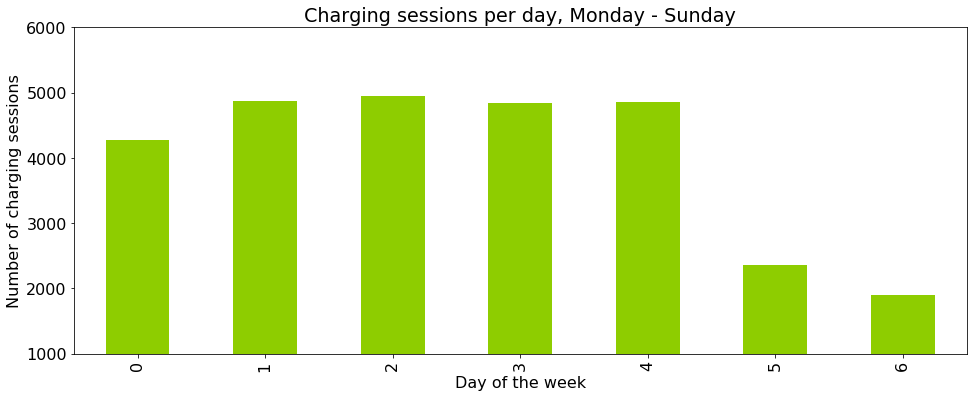 Charging sessions per day, Monday - Sunday
6000
5000
4000
3000
2000
1000
Number of charging sessions
0 1 2 3 4 5 6
Day of the week